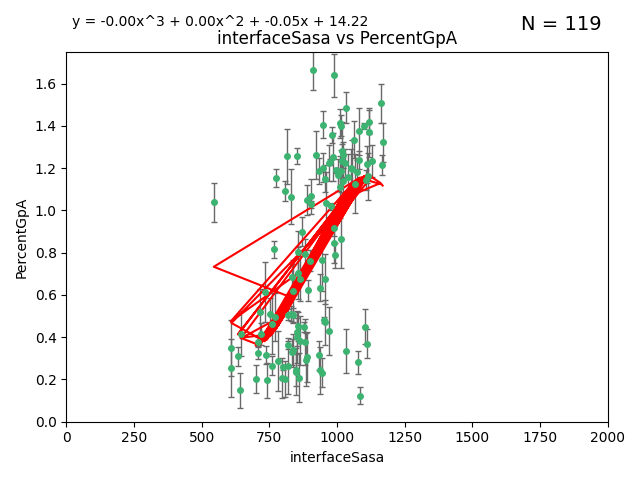 y = -0.00x^3 + 0.00x^2 + -0.05x + 14.22
N = 119
interfaceSasa vs PercentGpA
PercentGpA
1.6
1.4
1.2
1.0
0.8
0.6
0.4
0.2
0.0
0 250 500 750 1000 1250 1500 1750 2000
interfaceSasa